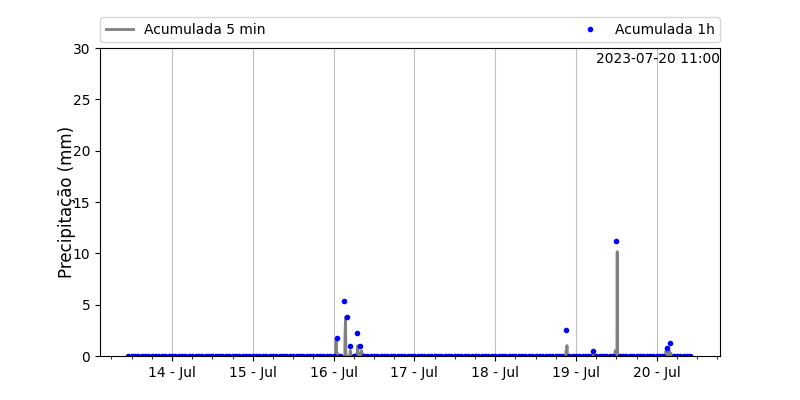 Acumulada 5 min
Acumulada 1h
2023-07-20 11:00
Precipitação (mm)
30
25
20
15
10
5
0
14 - Jul
15 - Jul
16 - Jul
17 - Jul
18 - Jul
19 - Jul
20 - Jul